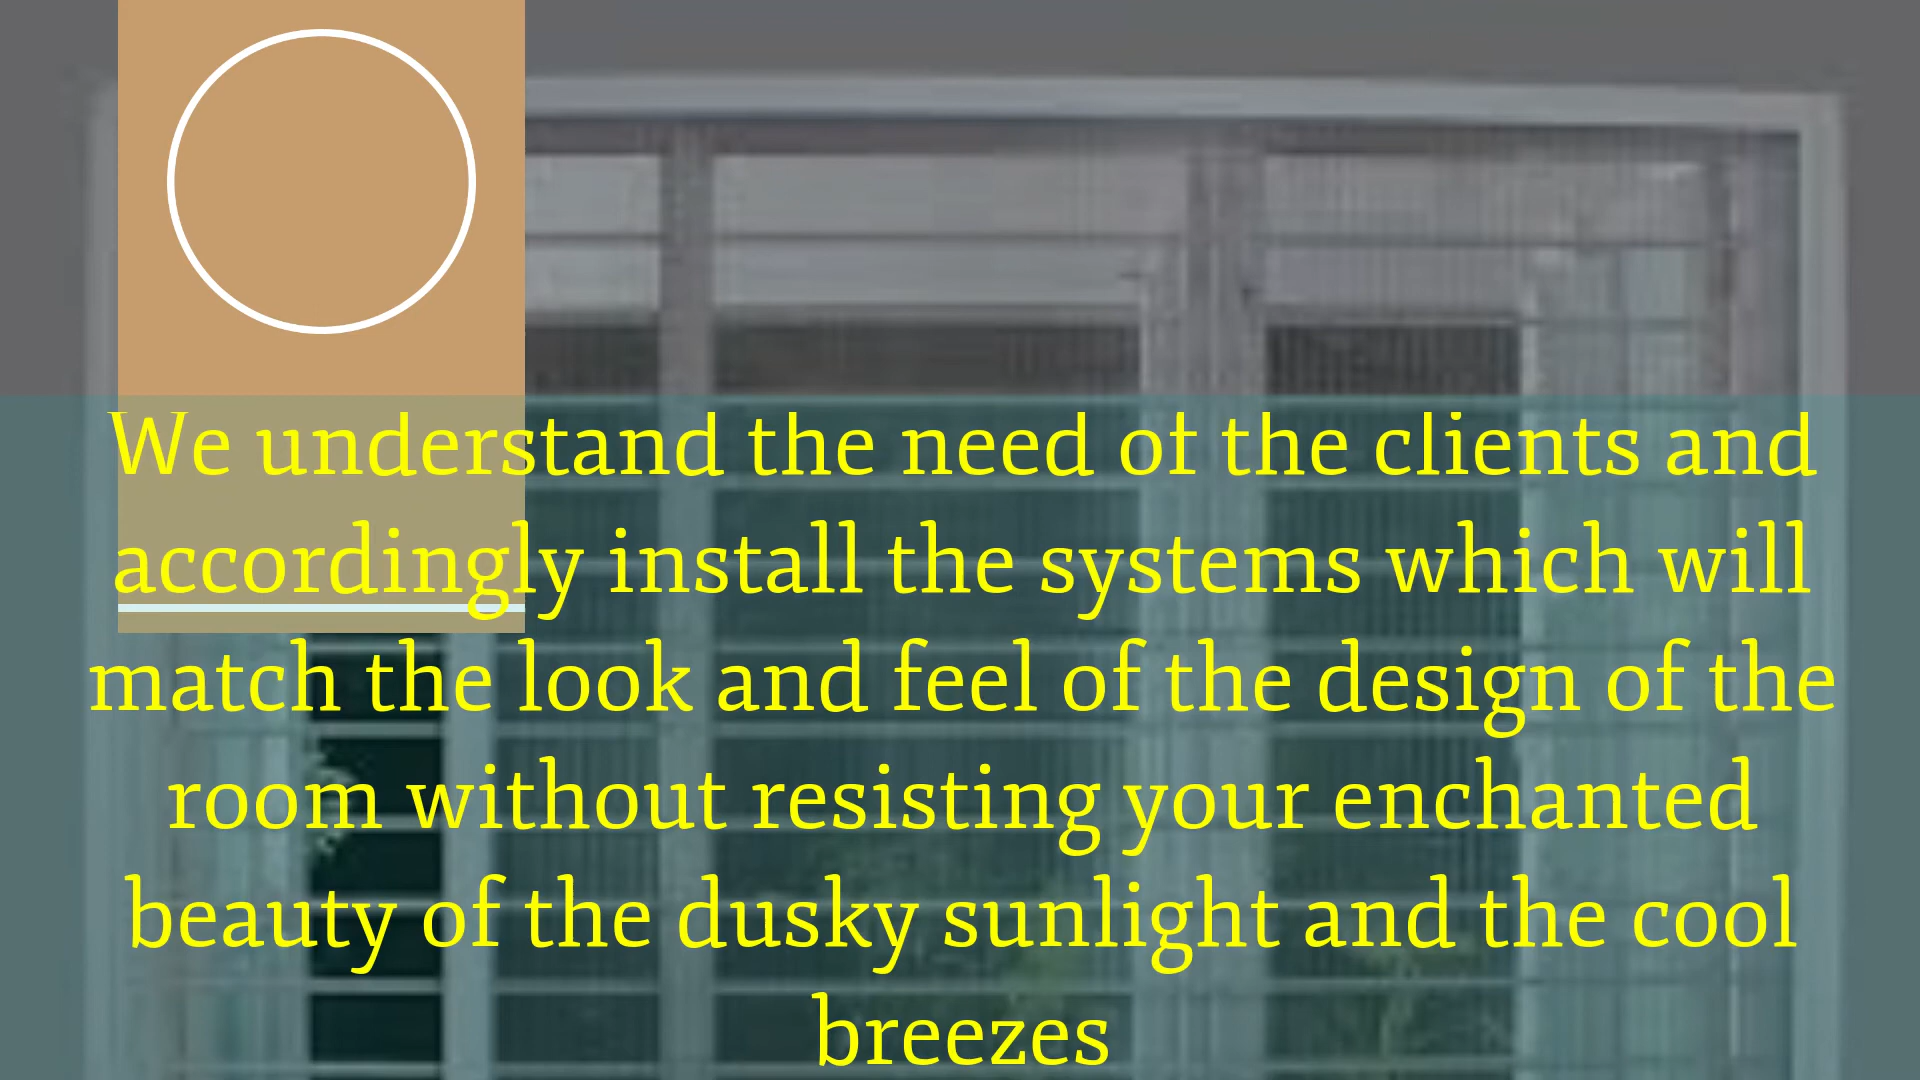 We understand the need of the clients and
accordingly install the systems which will
match the look and feel of the design of the
room without resisting your enchanted
beauty of the dusky sunlight and the cool
breezes